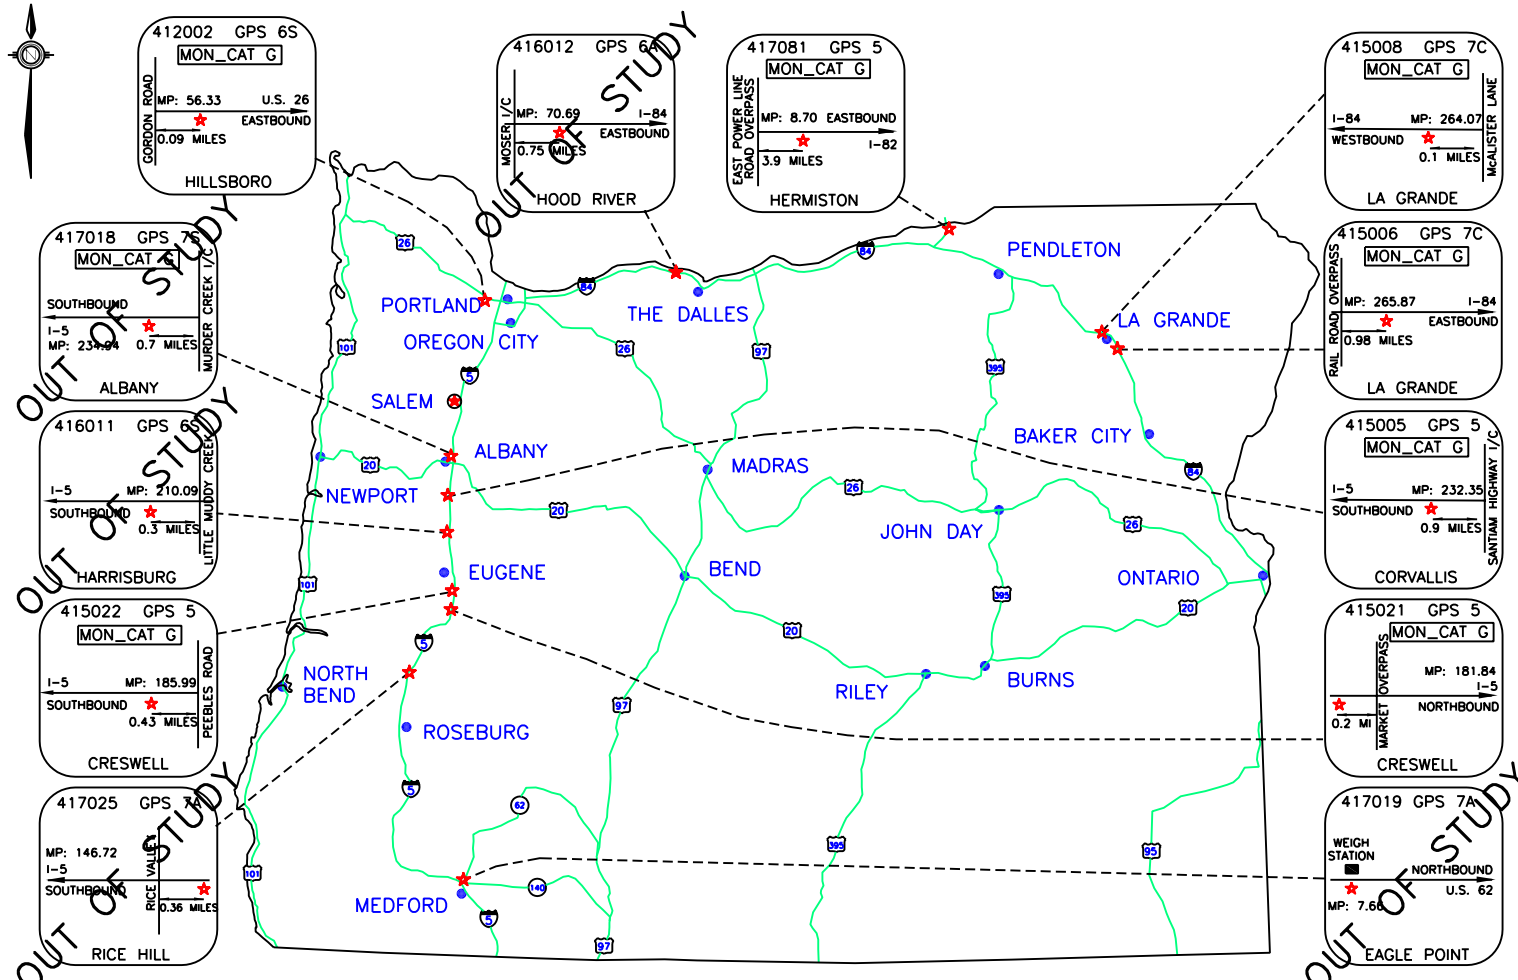 412002 GPS 6S
MON_CAT G
GORDON ROAD
MP: 56.33 U.S. 26
EASTBOUND
0.09 MILES
HILLSBORO
416012 GPS 6A
MOSER I/C
MP: 70.69 I-84
EASTBOUND
0.75 MILES
HOOD RIVER
OUT OF STUDY
417081 GPS 5
MON_CAT G
EAST POWER LINE
ROAD OVERPASS
MP: 8.70 EASTBOUND
I-82
3.9 MILES
HERMISTON
415008 GPS 7C
MON_CAT G
I-84 MP: 264.07
WESTBOUND
0.1 MILES
McALISTER LANE
LA GRANDE
417018 GPS 7S
MON_CAT G
SOUTHBOUND
I-5
MP: 234.94 0.7 MILES
MURDER CREEK I/C
ALBANY
OUT OF STUDY
415006 GPS 7C
MON_CAT G
RAIL ROAD OVERPASS
MP: 265.87 I-84
EASTBOUND
0.98 MILES
LA GRANDE
416011 GPS 6S
I-5 MP: 210.09
SOUTHBOUND
0.3 MILES
LITTLE MUDDY CREEK
HARRISBURG
OUT OF STUDY
415005 GPS 5
MON_CAT G
I-5 MP: 232.35
SOUTHBOUND
0.9 MILES
SANTIAM HIGHWAY I/C
CORVALLIS
415022 GPS 5
MON_CAT G
I-5 MP: 185.99
SOUTHBOUND
0.43 MILES
PEEBLES ROAD
CRESWELL
415021 GPS 5
MON_CAT G
MARKET OVERPASS
MP: 181.84
I-5
NORTHBOUND
0.2 MI
CRESWELL
417025 GPS 7A
MP: 146.72
I-5
SOUTHBOUND
RICE VALLEY
0.36 MILES
RICE HILL
OUT OF STUDY
417019 GPS 7A
WEIGH
STATION
NORTHBOUND
U.S. 62
MP: 7.66
EAGLE POINT
OUT OF STUDY
N
26
84
84
PENDLETON
PORTLAND
THE DALLES
LA GRANDE
OREGON CITY
101
26
97
5
395
SALEM
ALBANY
BAKER CITY
20
MADRAS
84
NEWPORT
26
20
26
JOHN DAY
EUGENE
BEND
ONTARIO
101
395
20
20
5
NORTH
BEND
RILEY
BURNS
97
ROSEBURG
5
62
395
95
101
140
MEDFORD
5
97